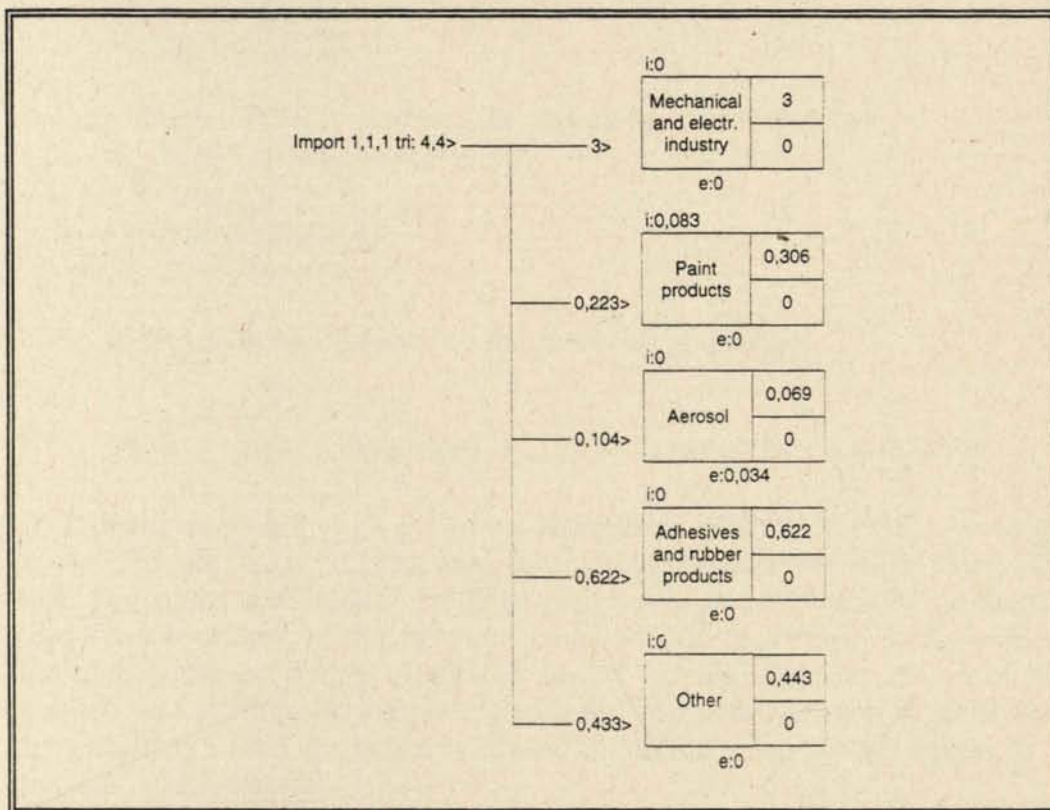 i:0
Mechanical
and electr.
industry
3
0
Import 1,1,1 tri: 4,4>
3>
e:0
i:0,083
Paint
products
0,306
0
0,223>
e:0
i:0
Aerosol
0,069
0
0,104>
e:0,034
i:0
Adhesives
and rubber
products
0,622
0
0,622>
e:0
i:0
Other
0,443
0
0,433>
e:0